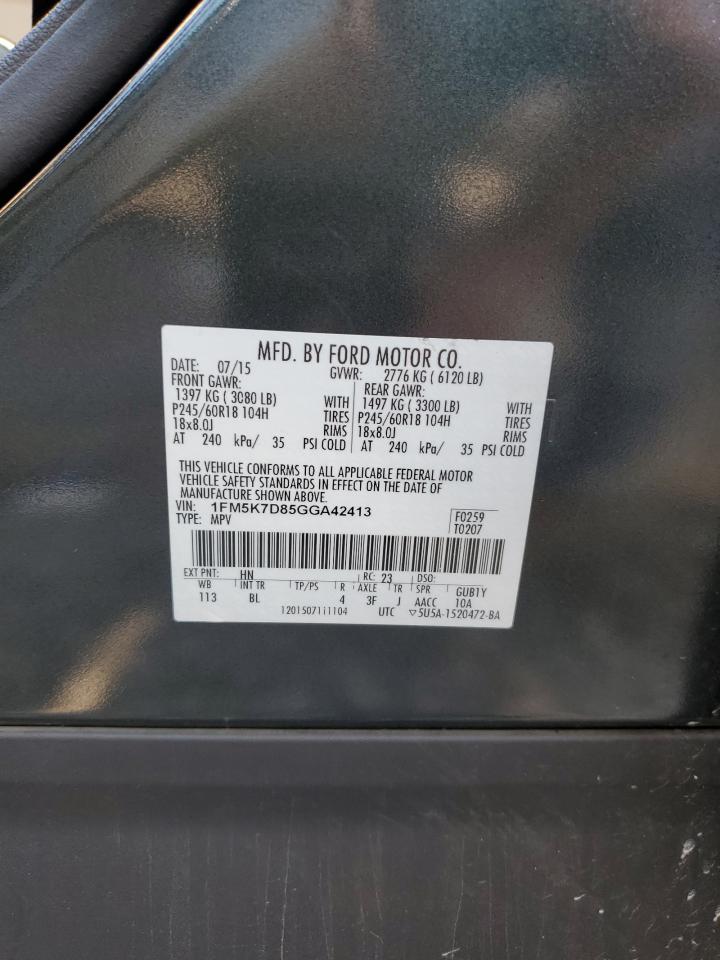 MFD. BY FORD MOTOR CO.
DATE: 07/15 GVWR: 2776 KG ( 6120 LB)
FRONT GAWR: REAR GAWR:
1397 KG ( 3080 LB) WITH 1497 KG ( 3300 LB) WITH
P245/60R18 104H TIRES P245/60R18 104H TIRES
18x8.0J RIMS 18x8.0J RIMS
AT 240 kPa/ 35 PSI COLD AT 240 kPa/ 35 PSI COLD
THIS VEHICLE CONFORMS TO ALL APPLICABLE FEDERAL MOTOR
VEHICLE SAFETY STANDARDS IN EFFECT ON THE DATE OF
MANUFACTURE SHOWN ABOVE.
VIN: 1FM5K7D85GGA42413 F0259
TYPE: MPV T0207
EXT PNT: HN RC: 23 DSO:
WB INT TR TP/PS R AXLE TR SPR GUB1Y
113 BL 4 3F J AACC 10A
12015071i1104 UTC ▽5U5A-1520472-BA